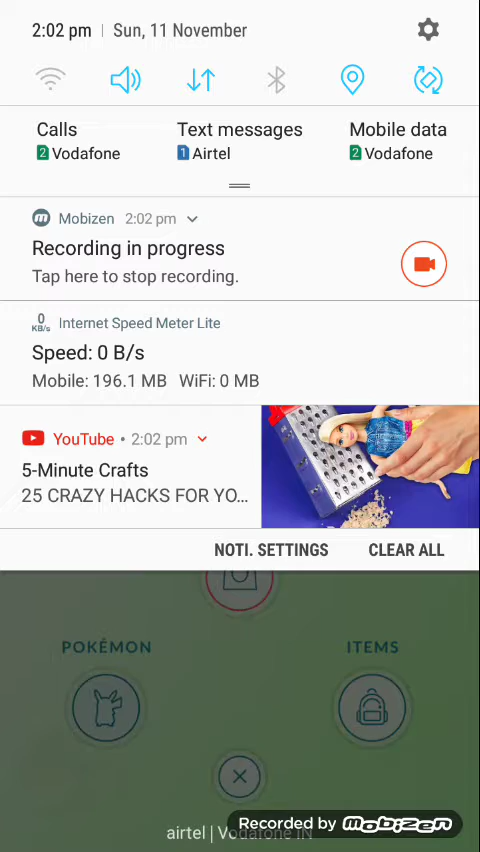 2:02 pm | Sun, 11 November
Calls
2 Vodafone
Text messages
1 Airtel
Mobile data
2 Vodafone
m Mobizen 2:02 pm
Recording in progress
Tap here to stop recording.
0 KB/s Internet Speed Meter Lite
Speed: 0 B/s
Mobile: 196.1 MB WiFi: 0 MB
YouTube • 2:02 pm
5-Minute Crafts
25 CRAZY HACKS FOR YO...
NOTI. SETTINGS CLEAR ALL
POKÉMON ITEMS
airtel | Vodafone IN
Recorded by Mobizen